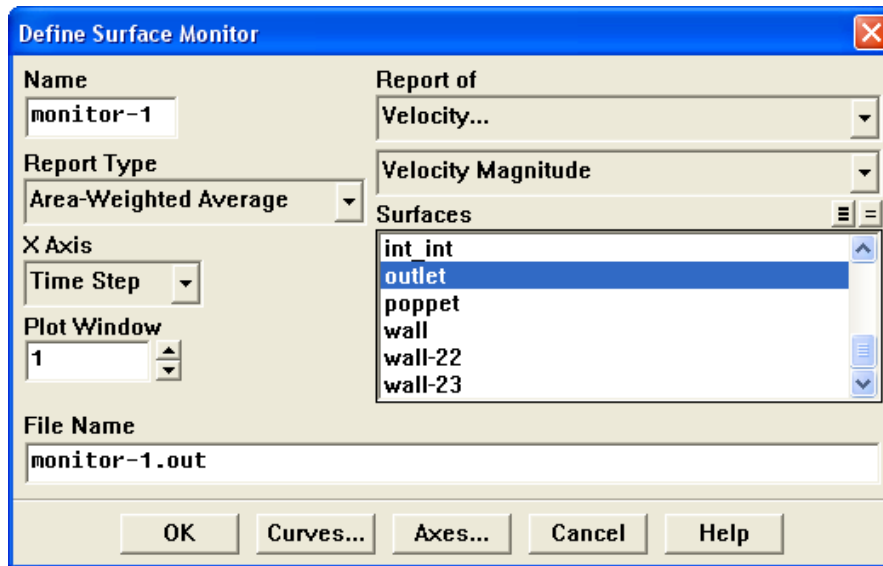 Define Surface Monitor
Name
monitor-1
Report Type
Area-Weighted Average
X Axis
Time Step
Plot Window
1
Report of
Velocity...
Velocity Magnitude
Surfaces
int_int
outlet
poppet
wall
wall-22
wall-23
File Name
monitor-1.out
OK Curves... Axes... Cancel Help